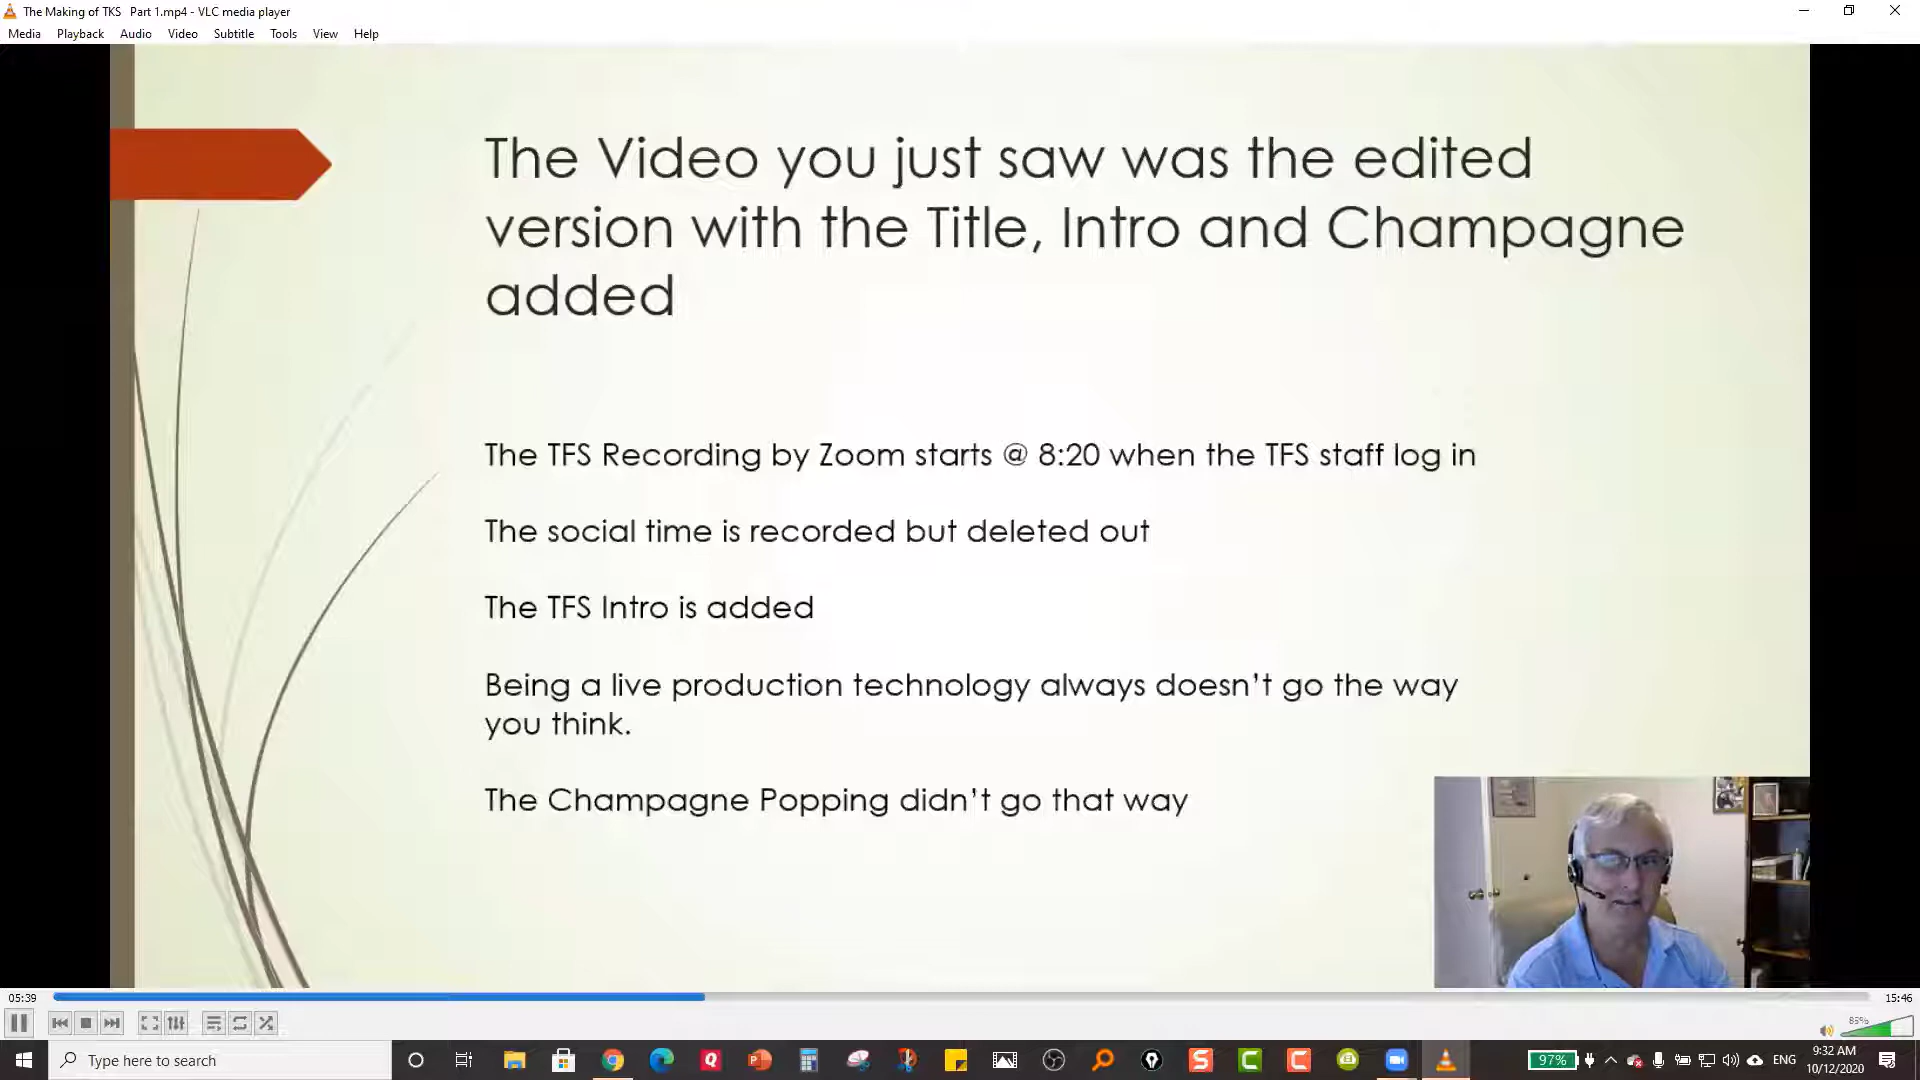 The Making of TKS   Part 1.mp4 - VLC media player
Media Playback Audio Video Subtitle Tools View Help
The Video you just saw was the edited
version with the Title, Intro and Champagne
added
The TFS Recording by Zoom starts @ 8:20 when the TFS staff log in
The social time is recorded but deleted out
The TFS Intro is added
Being a live production technology always doesn't go the way
you think.
The Champagne Popping didn't go that way
05:39
15:46
85%
Type here to search
97%
ENG
9:32 AM
10/12/2020